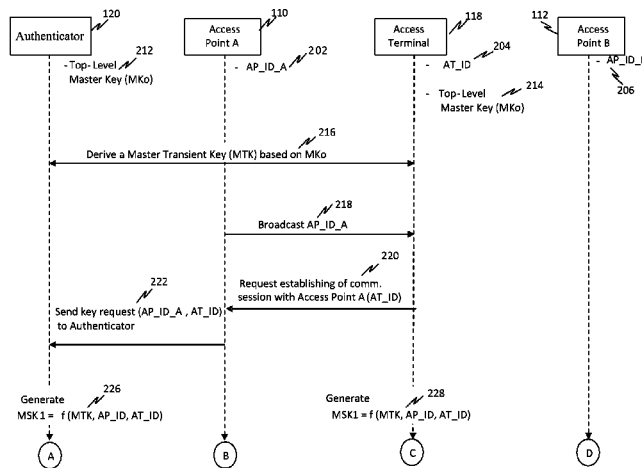 120
110
118
112
Authenticator
Access
Point A
Access
Terminal
Access
Point B
212
- Top-Level
Master Key (MKo)
202
- AP_ID_A
204
- AT_ID
214
- Top-Level
Master Key (MKo)
- AP_ID_
206
216
Derive a Master Transient Key (MTK) based on MKo
218
Broadcast AP_ID_A
220
Request establishing of comm.
session with Access Point A (AT_ID)
222
Send key request (AP_ID_A , AT_ID)
to Authenticator
226
Generate
MSK1 = f (MTK, AP_ID, AT_ID)
228
Generate
MSK1 = f (MTK, AP_ID, AT_ID)
A
B
C
D